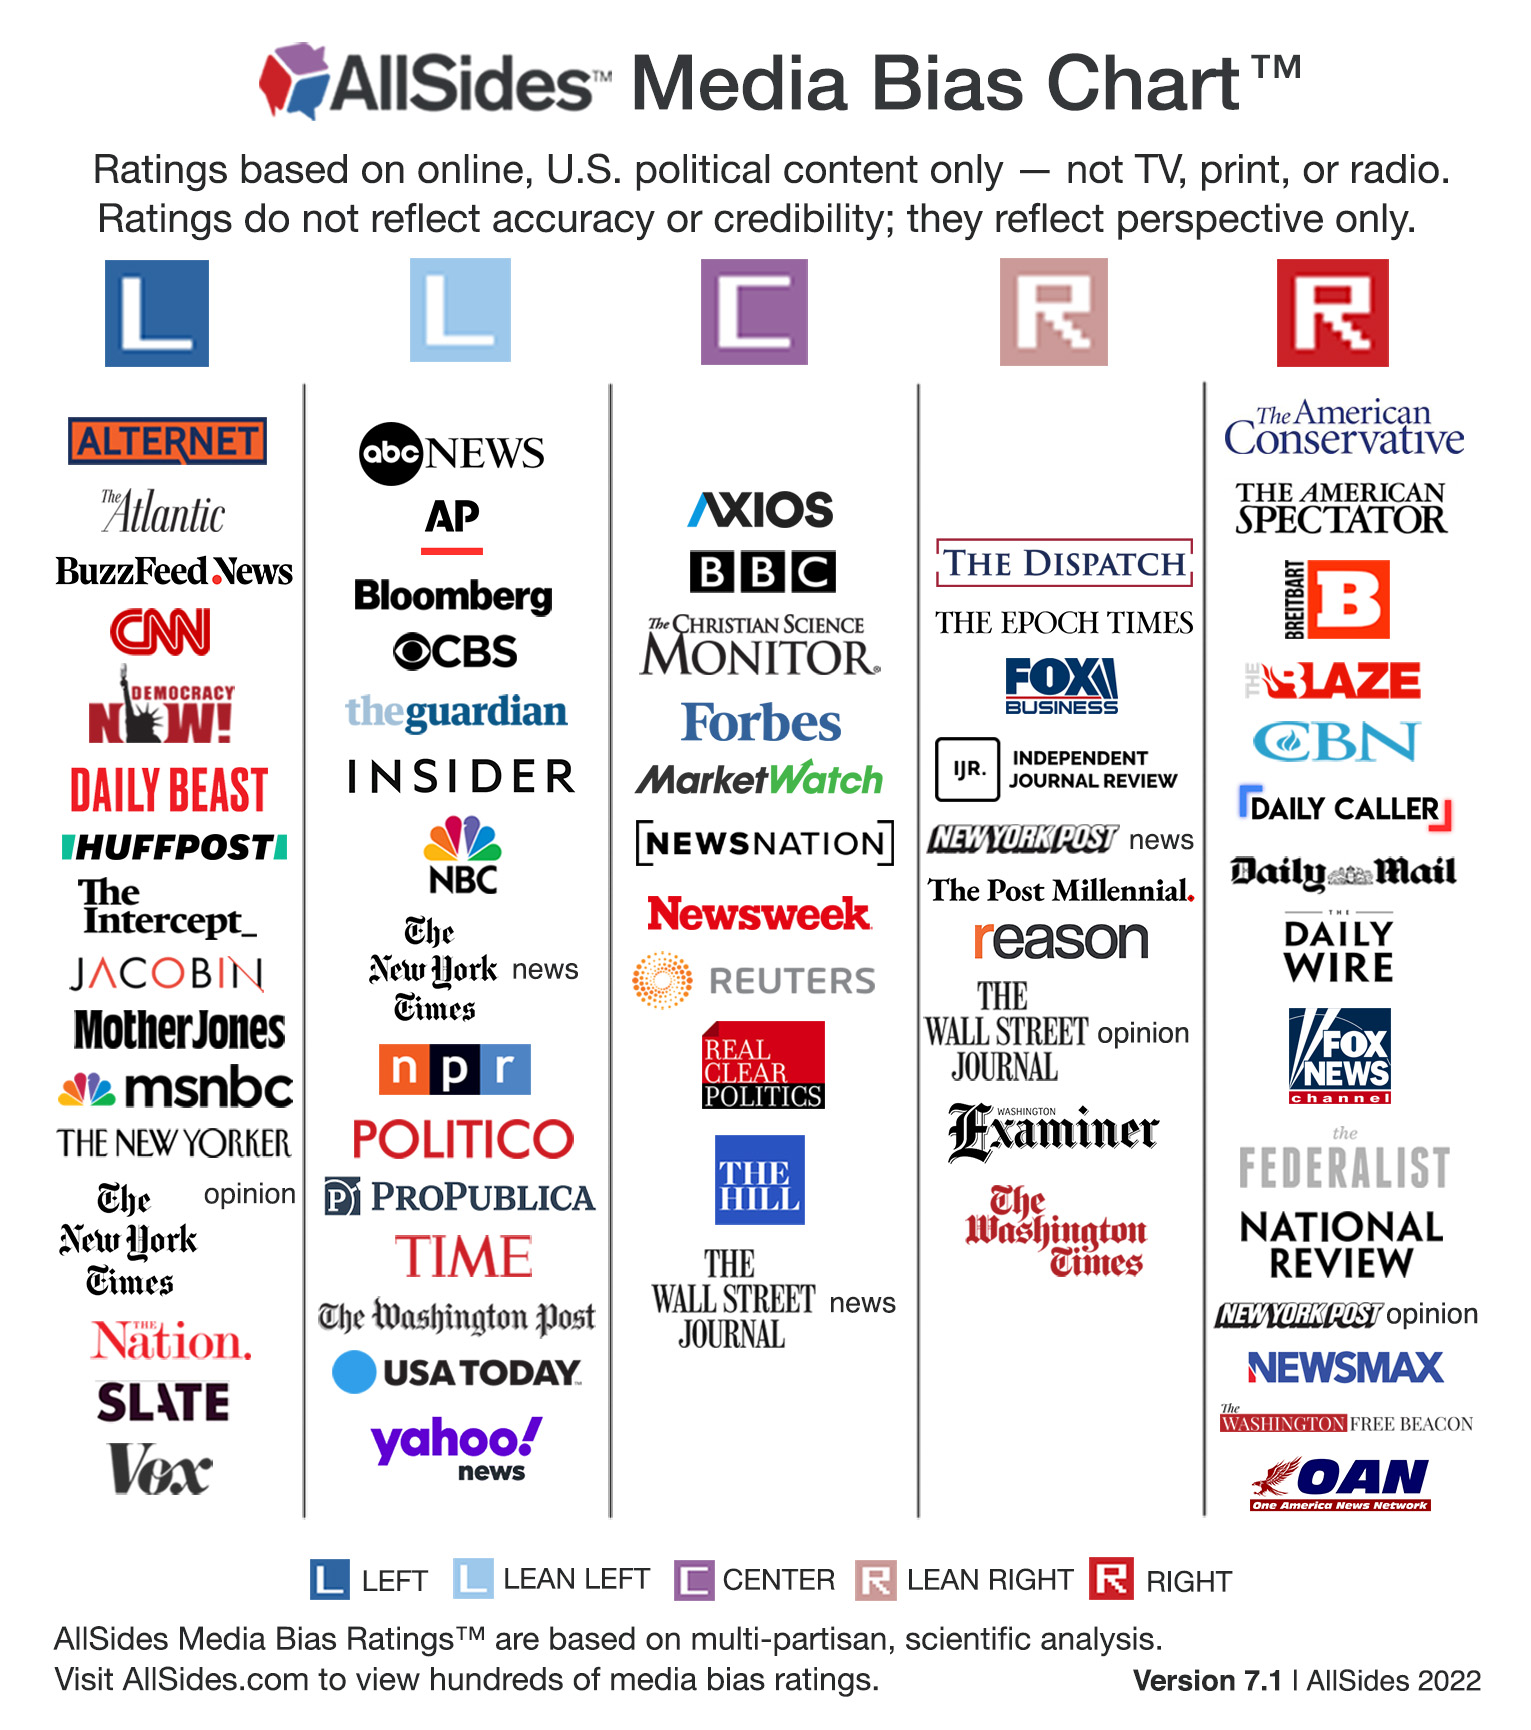 AllSides™ Media Bias Chart™
Ratings based on online, U.S. political content only — not TV, print, or radio.
Ratings do not reflect accuracy or credibility; they reflect perspective only.
L
L
C
R
R
ALTERNET
The Atlantic
BuzzFeed.News
CNN
DEMOCRACY
NOW!
DAILY BEAST
HUFFPOST
The
Intercept_
JACOBIN
Mother Jones
msnbc
THE NEW YORKER
The
New York
Times
opinion
THE
Nation.
SLATE
Vox
abc NEWS
AP
Bloomberg
CBS
theguardian
INSIDER
NBC
The
New York
Times
news
npr
POLITICO
P PROPUBLICA
TIME
The Washington Post
USA TODAY
yahoo!
news
AXIOS
BBC
The CHRISTIAN SCIENCE
MONITOR®
Forbes
MarketWatch
[NEWSNATION]
Newsweek
REUTERS
REAL
CLEAR
POLITICS
THE
HILL
THE
WALL STREET
JOURNAL
news
THE DISPATCH
THE EPOCH TIMES
FOX
BUSINESS
IJR.
INDEPENDENT
JOURNAL REVIEW
NEW YORK POST news
The Post Millennial.
reason
THE
WALL STREET
JOURNAL
opinion
WASHINGTON
Examiner
The
Washington
Times
The American
Conservative
THE AMERICAN
SPECTATOR
BREITBART
B
THE BLAZE
CBN
DAILY CALLER
Daily Mail
THE
DAILY
WIRE
FOX
NEWS
channel
the
FEDERALIST
NATIONAL
REVIEW
NEW YORK POST opinion
NEWSMAX
The
WASHINGTON FREE BEACON
OAN
One America News Network
L LEFT
L LEAN LEFT
C CENTER
R LEAN RIGHT
R RIGHT
AllSides Media Bias Ratings™ are based on multi-partisan, scientific analysis.
Visit AllSides.com to view hundreds of media bias ratings.
Version 7.1 | AllSides 2022